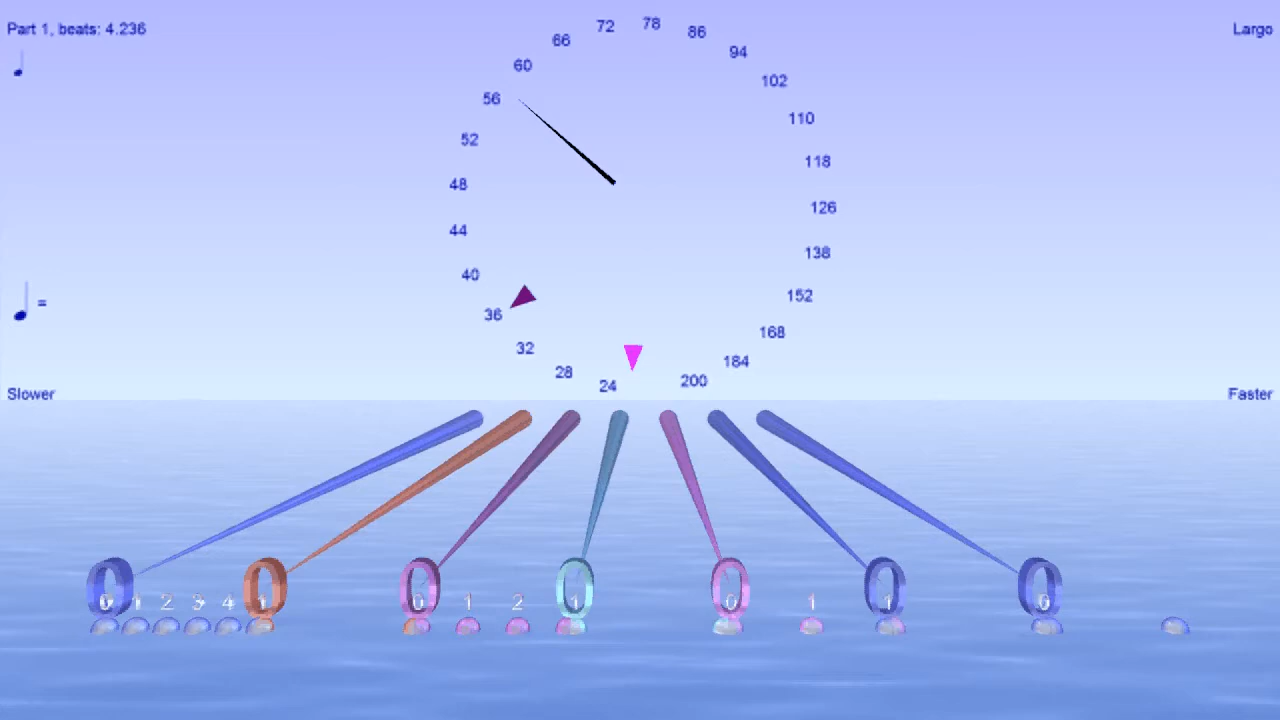 Part 1, beats: 4.236
Largo
72 78
66 86
60 94
56 102
52 110
48 118
44 126
40 138
36 152
32 168
28 184
24 200
=
Slower
Faster
0 0 0 0 0 0 0
0 1 2 3 4 1 0 1 2 1 0 1 1 0